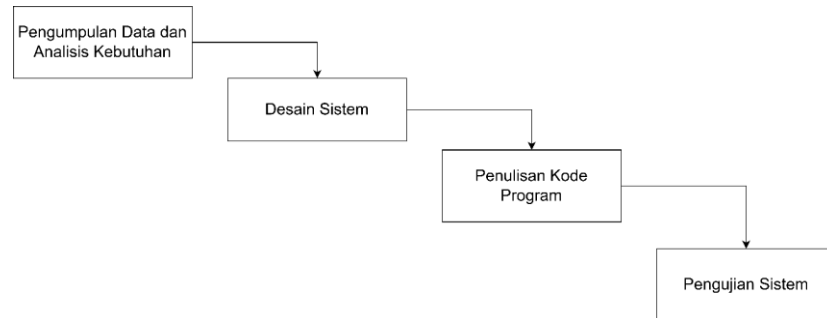 Pengumpulan Data dan
Analisis Kebutuhan
Desain Sistem
Penulisan Kode
Program
Pengujian Sistem